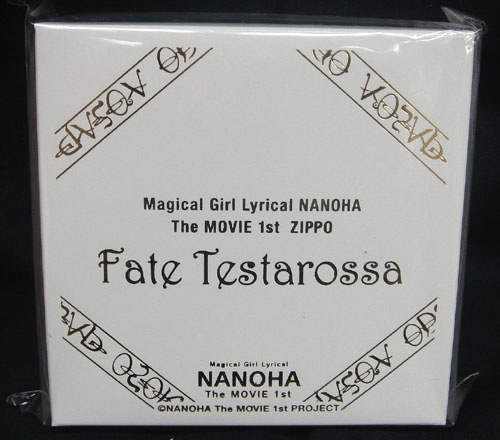 Magical Girl Lyrical NANOHA
The MOVIE 1st ZIPPO
Fate Testarossa
Magical Girl Lyrical
NANOHA
The MOVIE 1st
©NANOHA The MOVIE 1st PROJECT